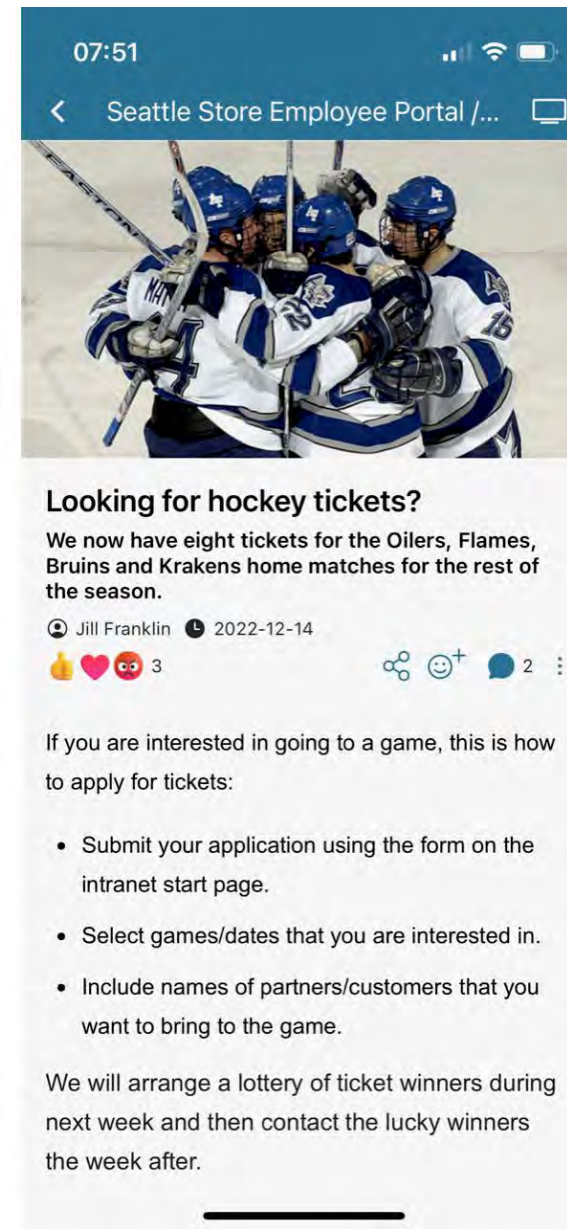 07:51
Seattle Store Employee Portal /...
EASTON
MAT
22
16
Looking for hockey tickets?
We now have eight tickets for the Oilers, Flames,
Bruins and Krakens home matches for the rest of
the season.
Jill Franklin 2022-12-14
3 2
If you are interested in going to a game, this is how
to apply for tickets:
• Submit your application using the form on the
intranet start page.
• Select games/dates that you are interested in.
• Include names of partners/customers that you
want to bring to the game.
We will arrange a lottery of ticket winners during
next week and then contact the lucky winners
the week after.